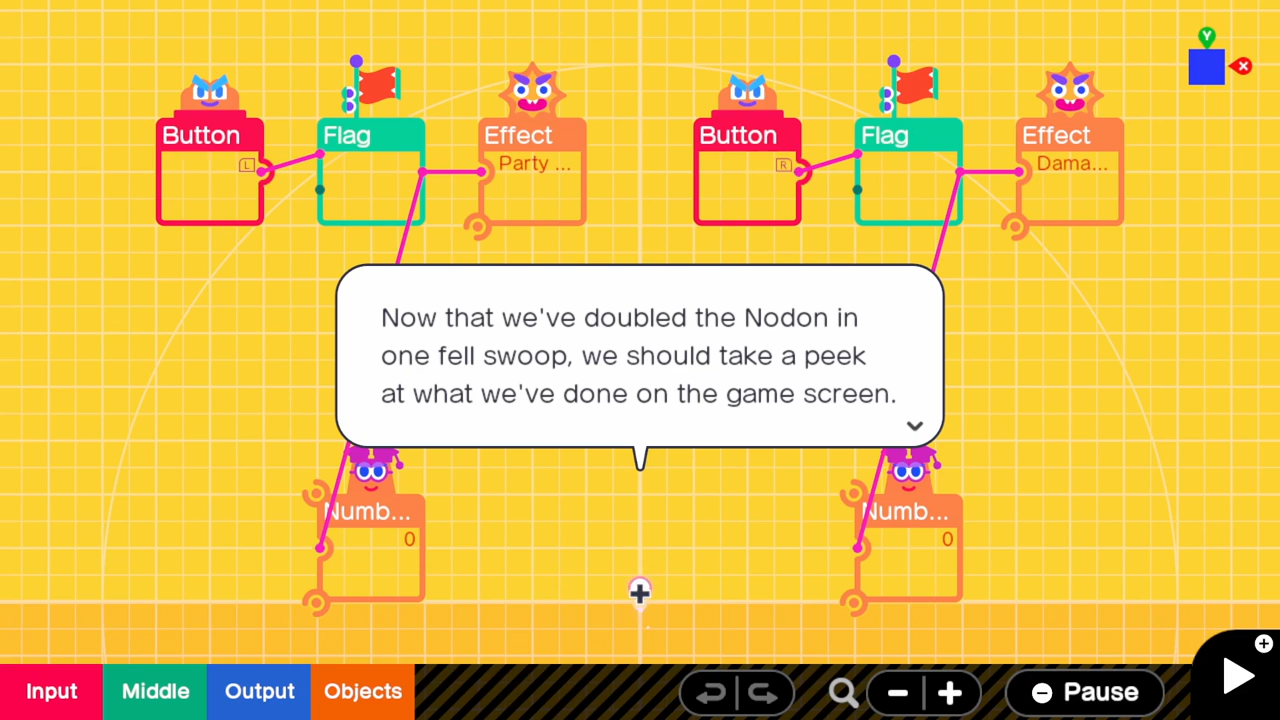 Y
Button
Flag
Effect
Button
Flag
Effect
L
Party ...
R
Dama...
Now that we've doubled the Nodon in
one fell swoop, we should take a peek
at what we've done on the game screen.
Numb...
Numb...
0
0
Input
Middle
Output
Objects
Pause